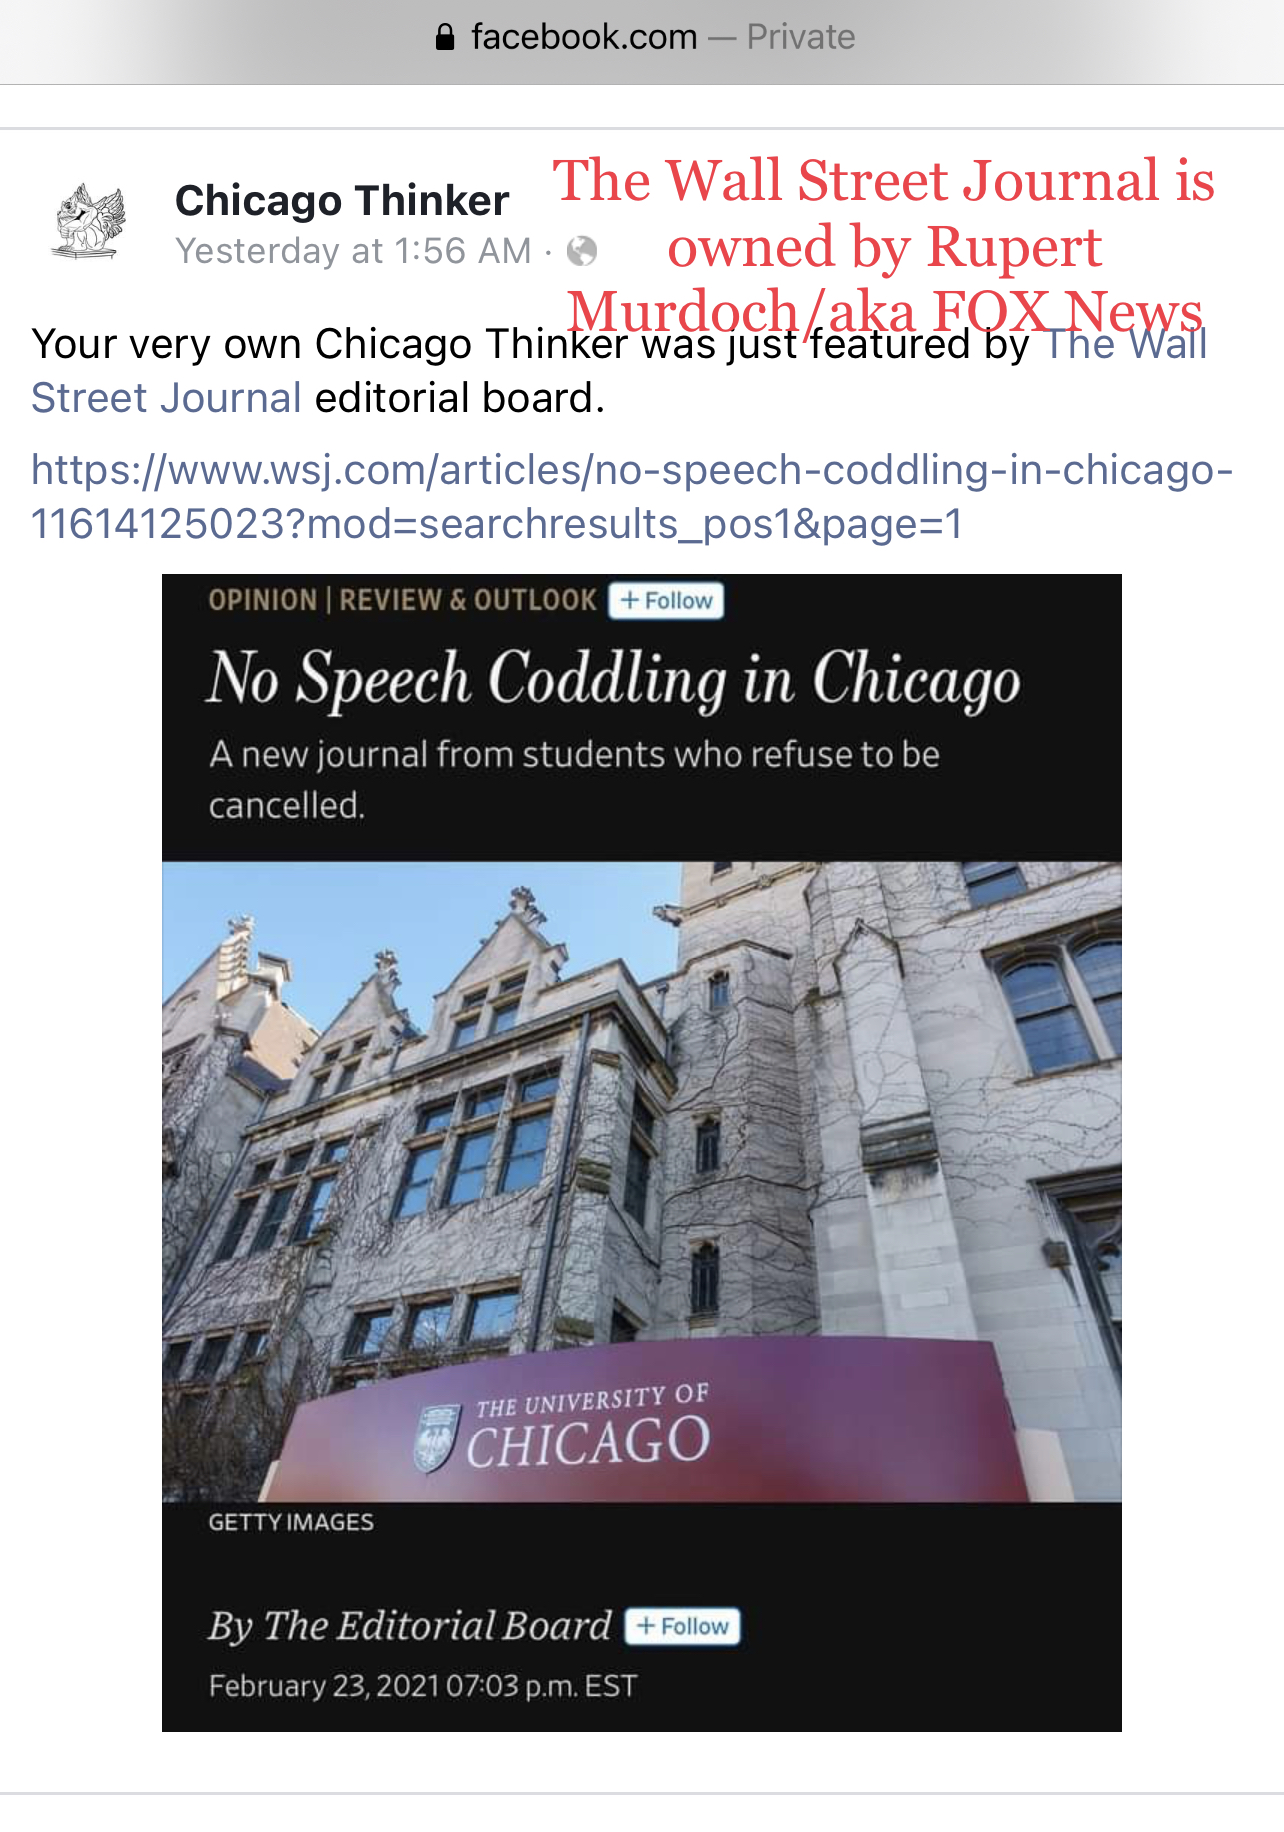 facebook.com — Private
The Wall Street Journal is
owned by Rupert
Murdoch/aka FOX News
Chicago Thinker
Yesterday at 1:56 AM ·
Your very own Chicago Thinker was just featured by The Wall
Street Journal editorial board.
https://www.wsj.com/articles/no-speech-coddling-in-chicago-
11614125023?mod=searchresults_pos1&page=1
OPINION | REVIEW & OUTLOOK + Follow
No Speech Coddling in Chicago
A new journal from students who refuse to be
cancelled.
THE UNIVERSITY OF
CHICAGO
GETTY IMAGES
By The Editorial Board + Follow
February 23, 2021 07:03 p.m. EST